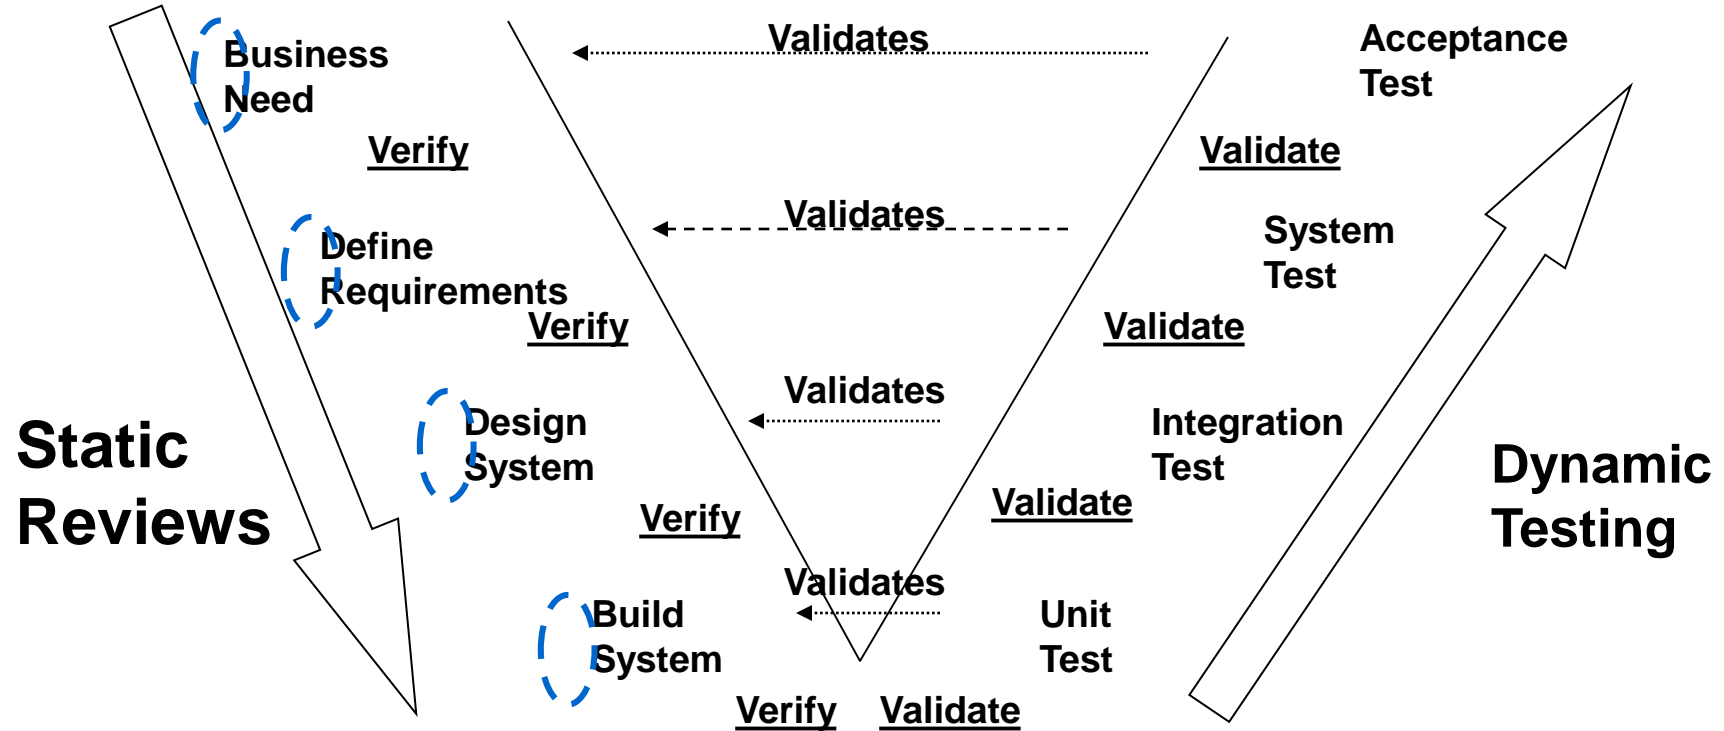 Business
Need
Validates
Acceptance
Test
Verify
Validate
Define
Requirements
Validates
System
Test
Verify
Validate
Static
Reviews
Design
System
Validates
Integration
Test
Dynamic
Testing
Verify
Validate
Build
System
Validates
Unit
Test
Verify
Validate